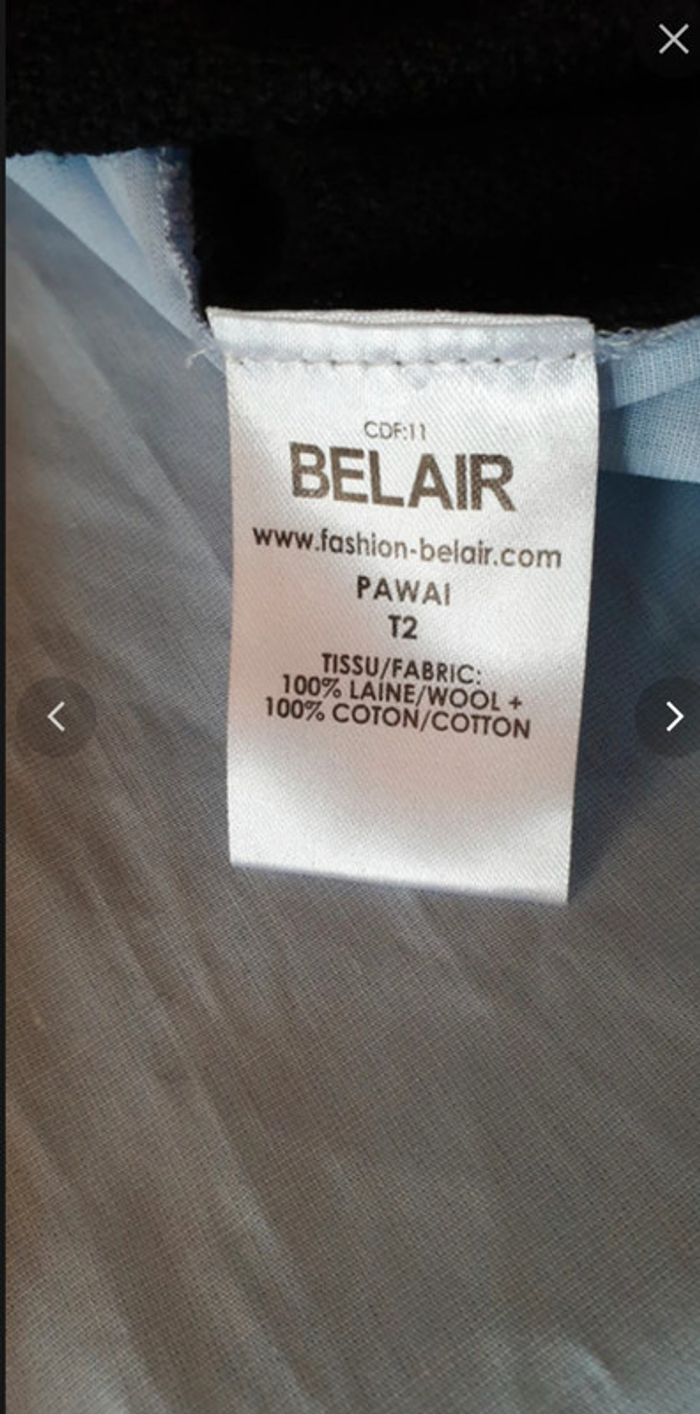 CDF:11
BELAIR
www.fashion-belair.com
PAWAI
T2
TISSU/FABRIC:
100% LAINE/WOOL +
100% COTON/COTTON